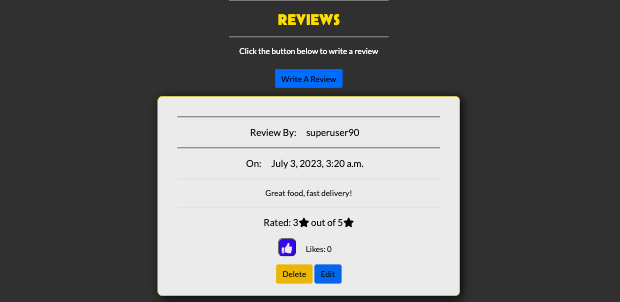 REVIEWS
Click the button below to write a review
Write A Review
Review By: superuser90
On: July 3, 2023, 3:20 a.m.
Great food, fast delivery!
Rated: 3★ out of 5★
Likes: 0
Delete Edit